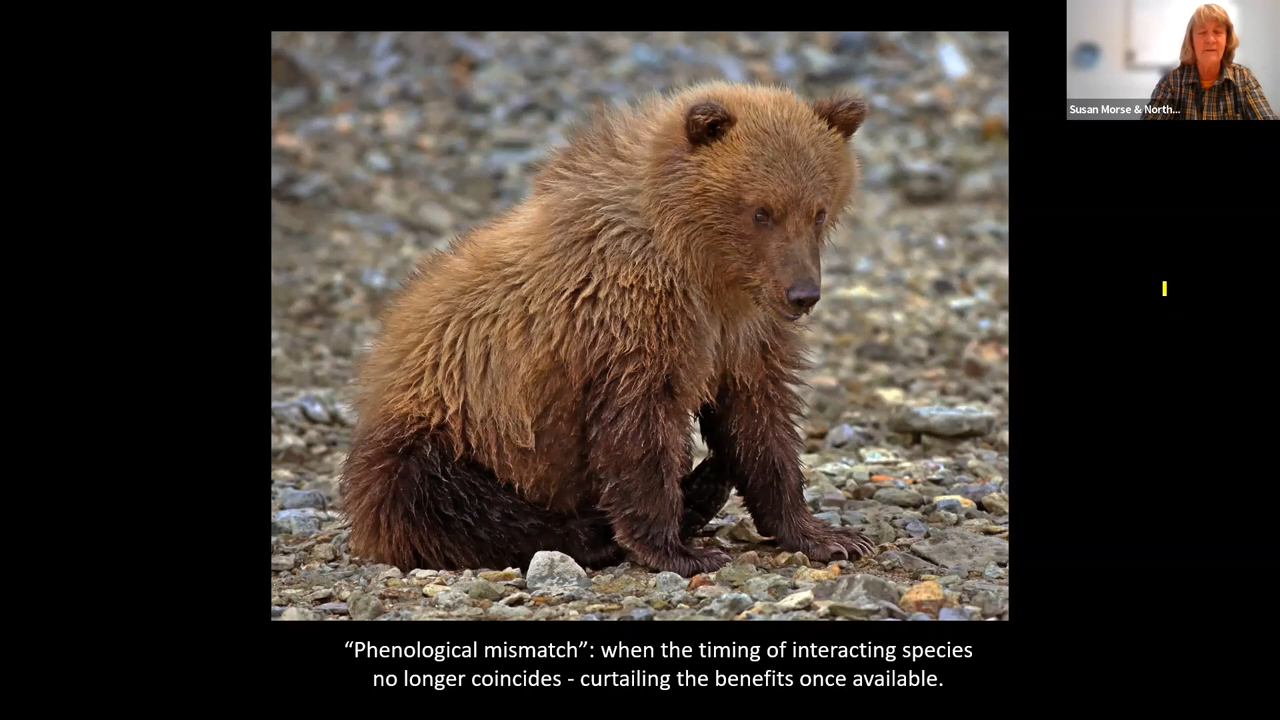 Susan Morse & North...
“Phenological mismatch”: when the timing of interacting species
no longer coincides - curtailing the benefits once available.